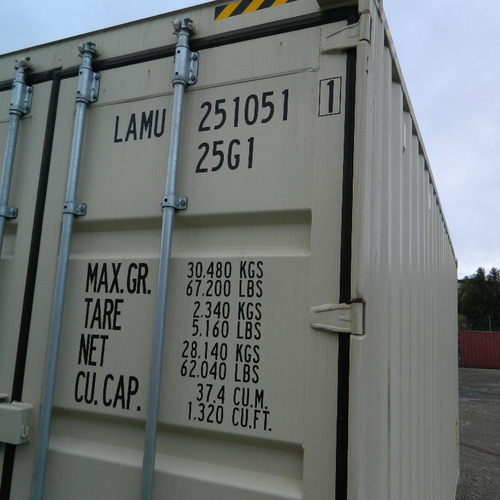 LAMU 251051 1
25G1
MAX.GR. 30.480 KGS
67.200 LBS
TARE 2.340 KGS
5.160 LBS
NET 28.140 KGS
62.040 LBS
CU.CAP. 37.4 CU.M.
1.320 CU.FT.